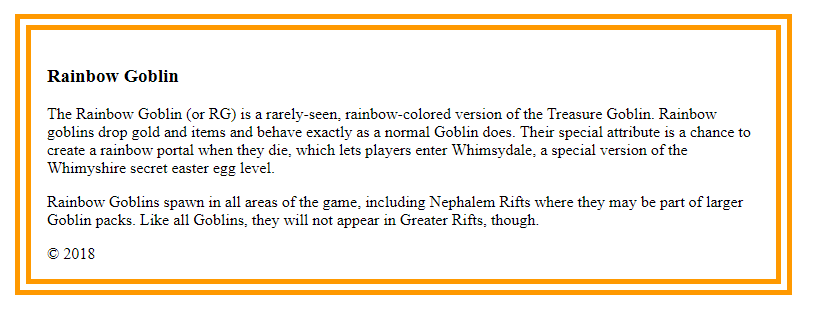 Rainbow Goblin
The Rainbow Goblin (or RG) is a rarely-seen, rainbow-colored version of the Treasure Goblin. Rainbow
goblins drop gold and items and behave exactly as a normal Goblin does. Their special attribute is a chance to
create a rainbow portal when they die, which lets players enter Whimsydale, a special version of the
Whimyshire secret easter egg level.
Rainbow Goblins spawn in all areas of the game, including Nephalem Rifts where they may be part of larger
Goblin packs. Like all Goblins, they will not appear in Greater Rifts, though.
© 2018